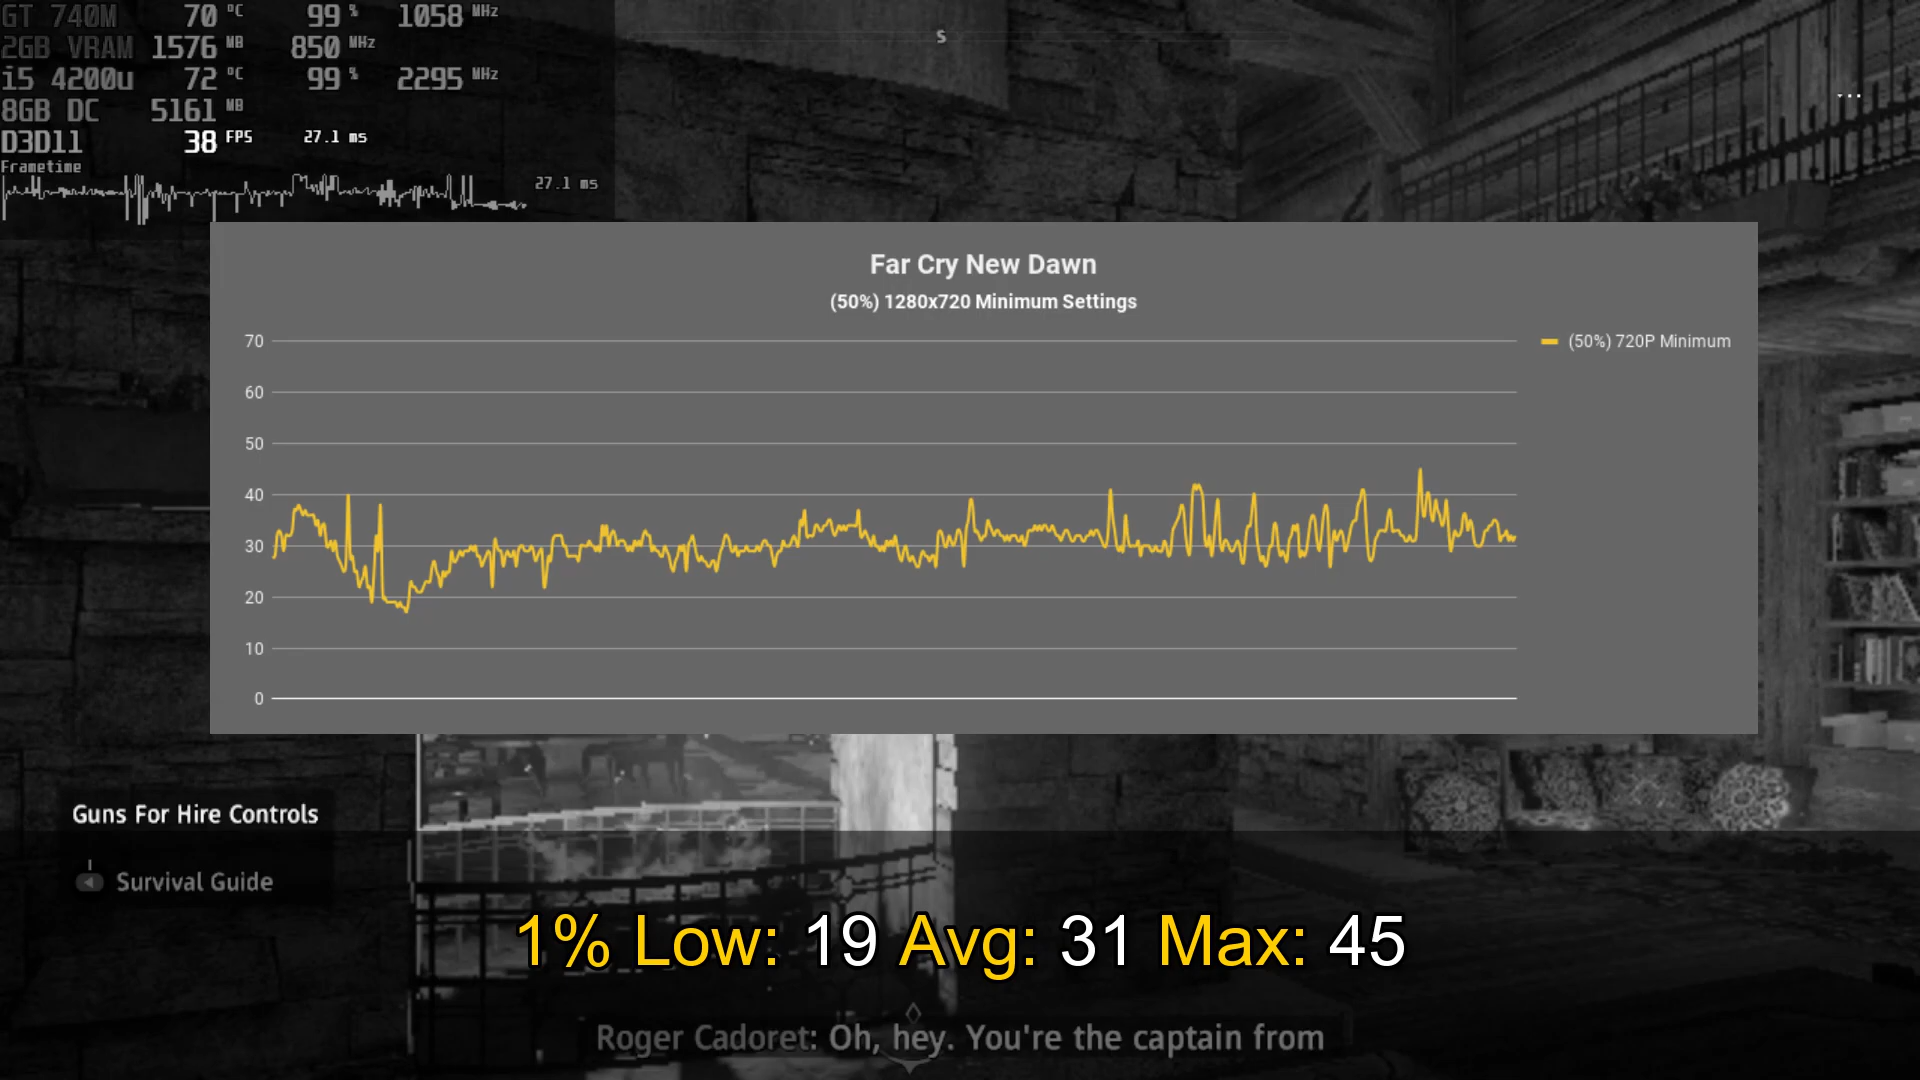 GT 740M 70 °C 99 % 1058 MHz
2GB VRAM 1576 MB 850 MHz
i5 4200u 72 °C 99 % 2295 MHz
8GB DC 5161 MB
D3D11 38 FPS 27.1 ms
Frametime
27.1 ms
S
...
Far Cry New Dawn
(50%) 1280x720 Minimum Settings
70
60
50
40
30
20
10
0
(50%) 720P Minimum
Guns For Hire Controls
Survival Guide
1% Low: 19 Avg: 31 Max: 45
Roger Cadoret: Oh, hey. You're the captain from